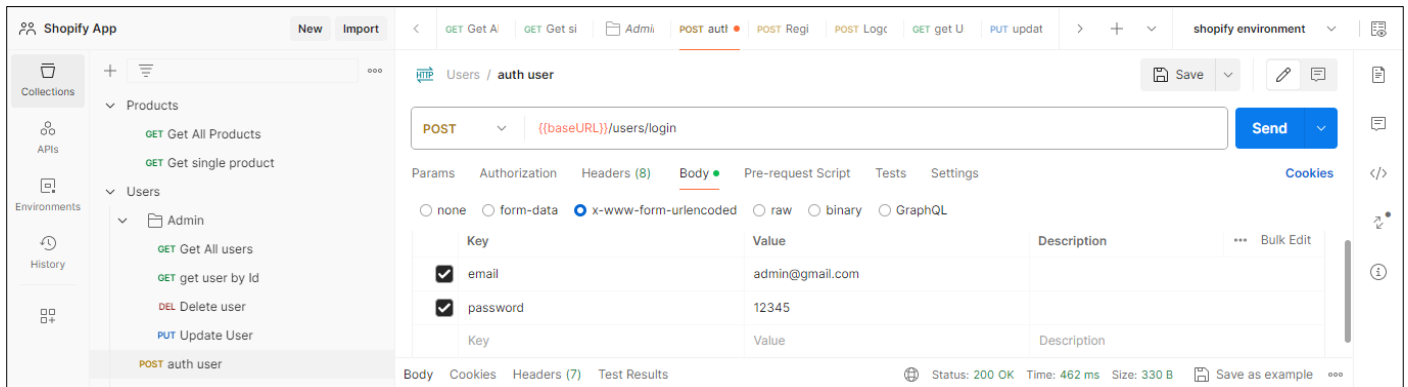 Shopify App New Import GET Get Al GET Get si Admi POST autl POST Regi POST Logc GET get U PUT updat shopify environment
Collections
APIs
Environments
History
Products
GET Get All Products
GET Get single product
Users
Admin
GET Get All users
GET get user by Id
DEL Delete user
PUT Update User
POST auth user
HTTP Users / auth user Save
POST {{baseURL}}/users/login Send
Params Authorization Headers (8) Body Pre-request Script Tests Settings Cookies
none form-data x-www-form-urlencoded raw binary GraphQL
Key Value Description Bulk Edit
email admin@gmail.com
password 12345
Key Value Description
Body Cookies Headers (7) Test Results Status: 200 OK Time: 462 ms Size: 330 B Save as example